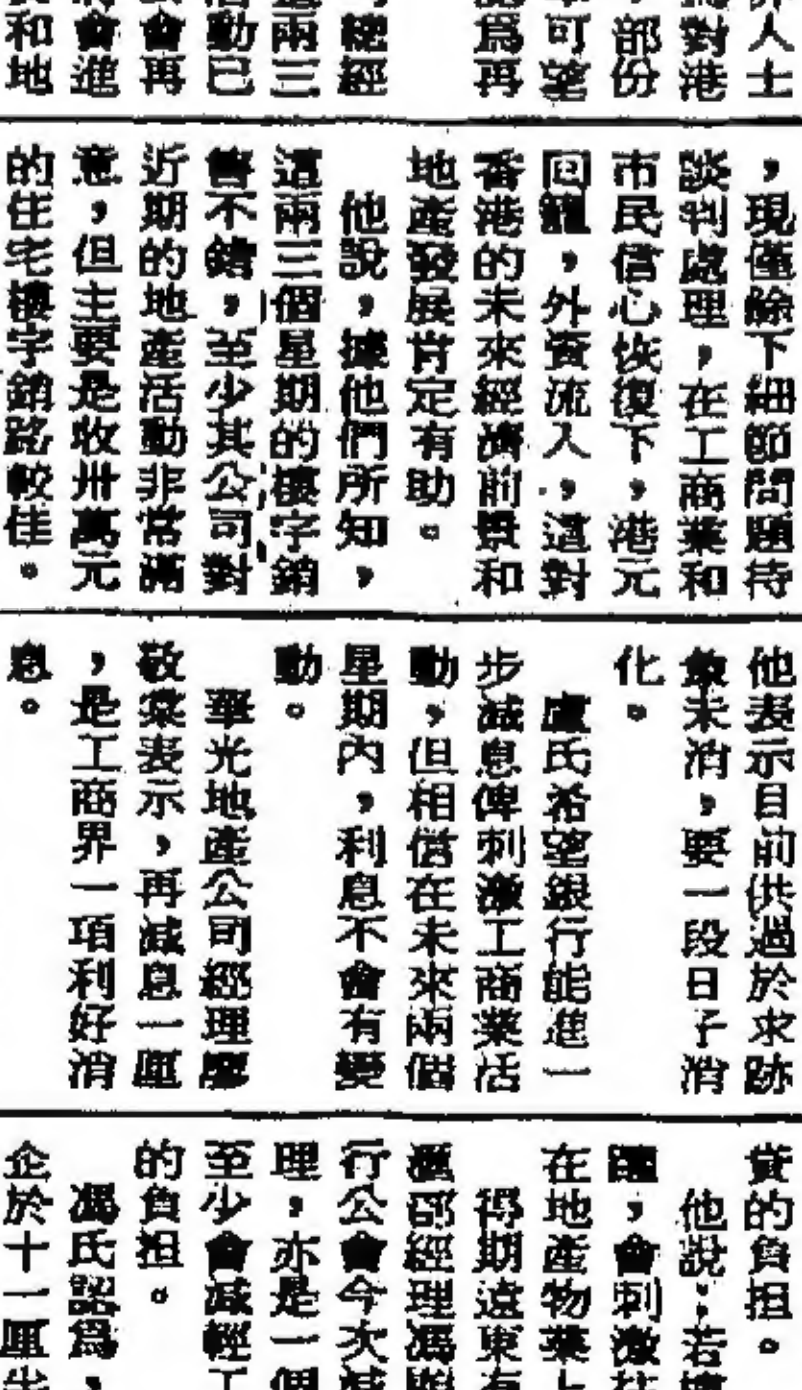 界人士
對港
部份
可望
爲再
總經
兩三
動已
會再
會進
和地
，現僅餘下細節問題待
談判處理，在工商業和
市民信心恢復下，港元
回籠，外資流入，這對
香港的未來經濟前景和
地產發展肯定有助。
他說，據他們所知，
這兩三個星期的樓宇銷
售不錯，至少其公司對
近期的地產活動非常滿
意，但主要是收卅萬元
的住宅樓宇銷路較佳。
他表示目前供過於求跡
象未消，要一段日子消
化。
盧氏希望銀行能進一
步減息俾刺激工商業活
動，但相信在未來兩個
星期內，利息不會有變
動。
華光地產公司經理廖
敬棠表示，再減息一厘
，是工商界一項利好消
息。
貲的負担。
他說，若
，會刺激
在地產物業上
得期遠東有
滙部經理馮
行公會今次減
理，亦是一個
至少會減輕工
的負担。
馮氏認爲，
企於十一厘